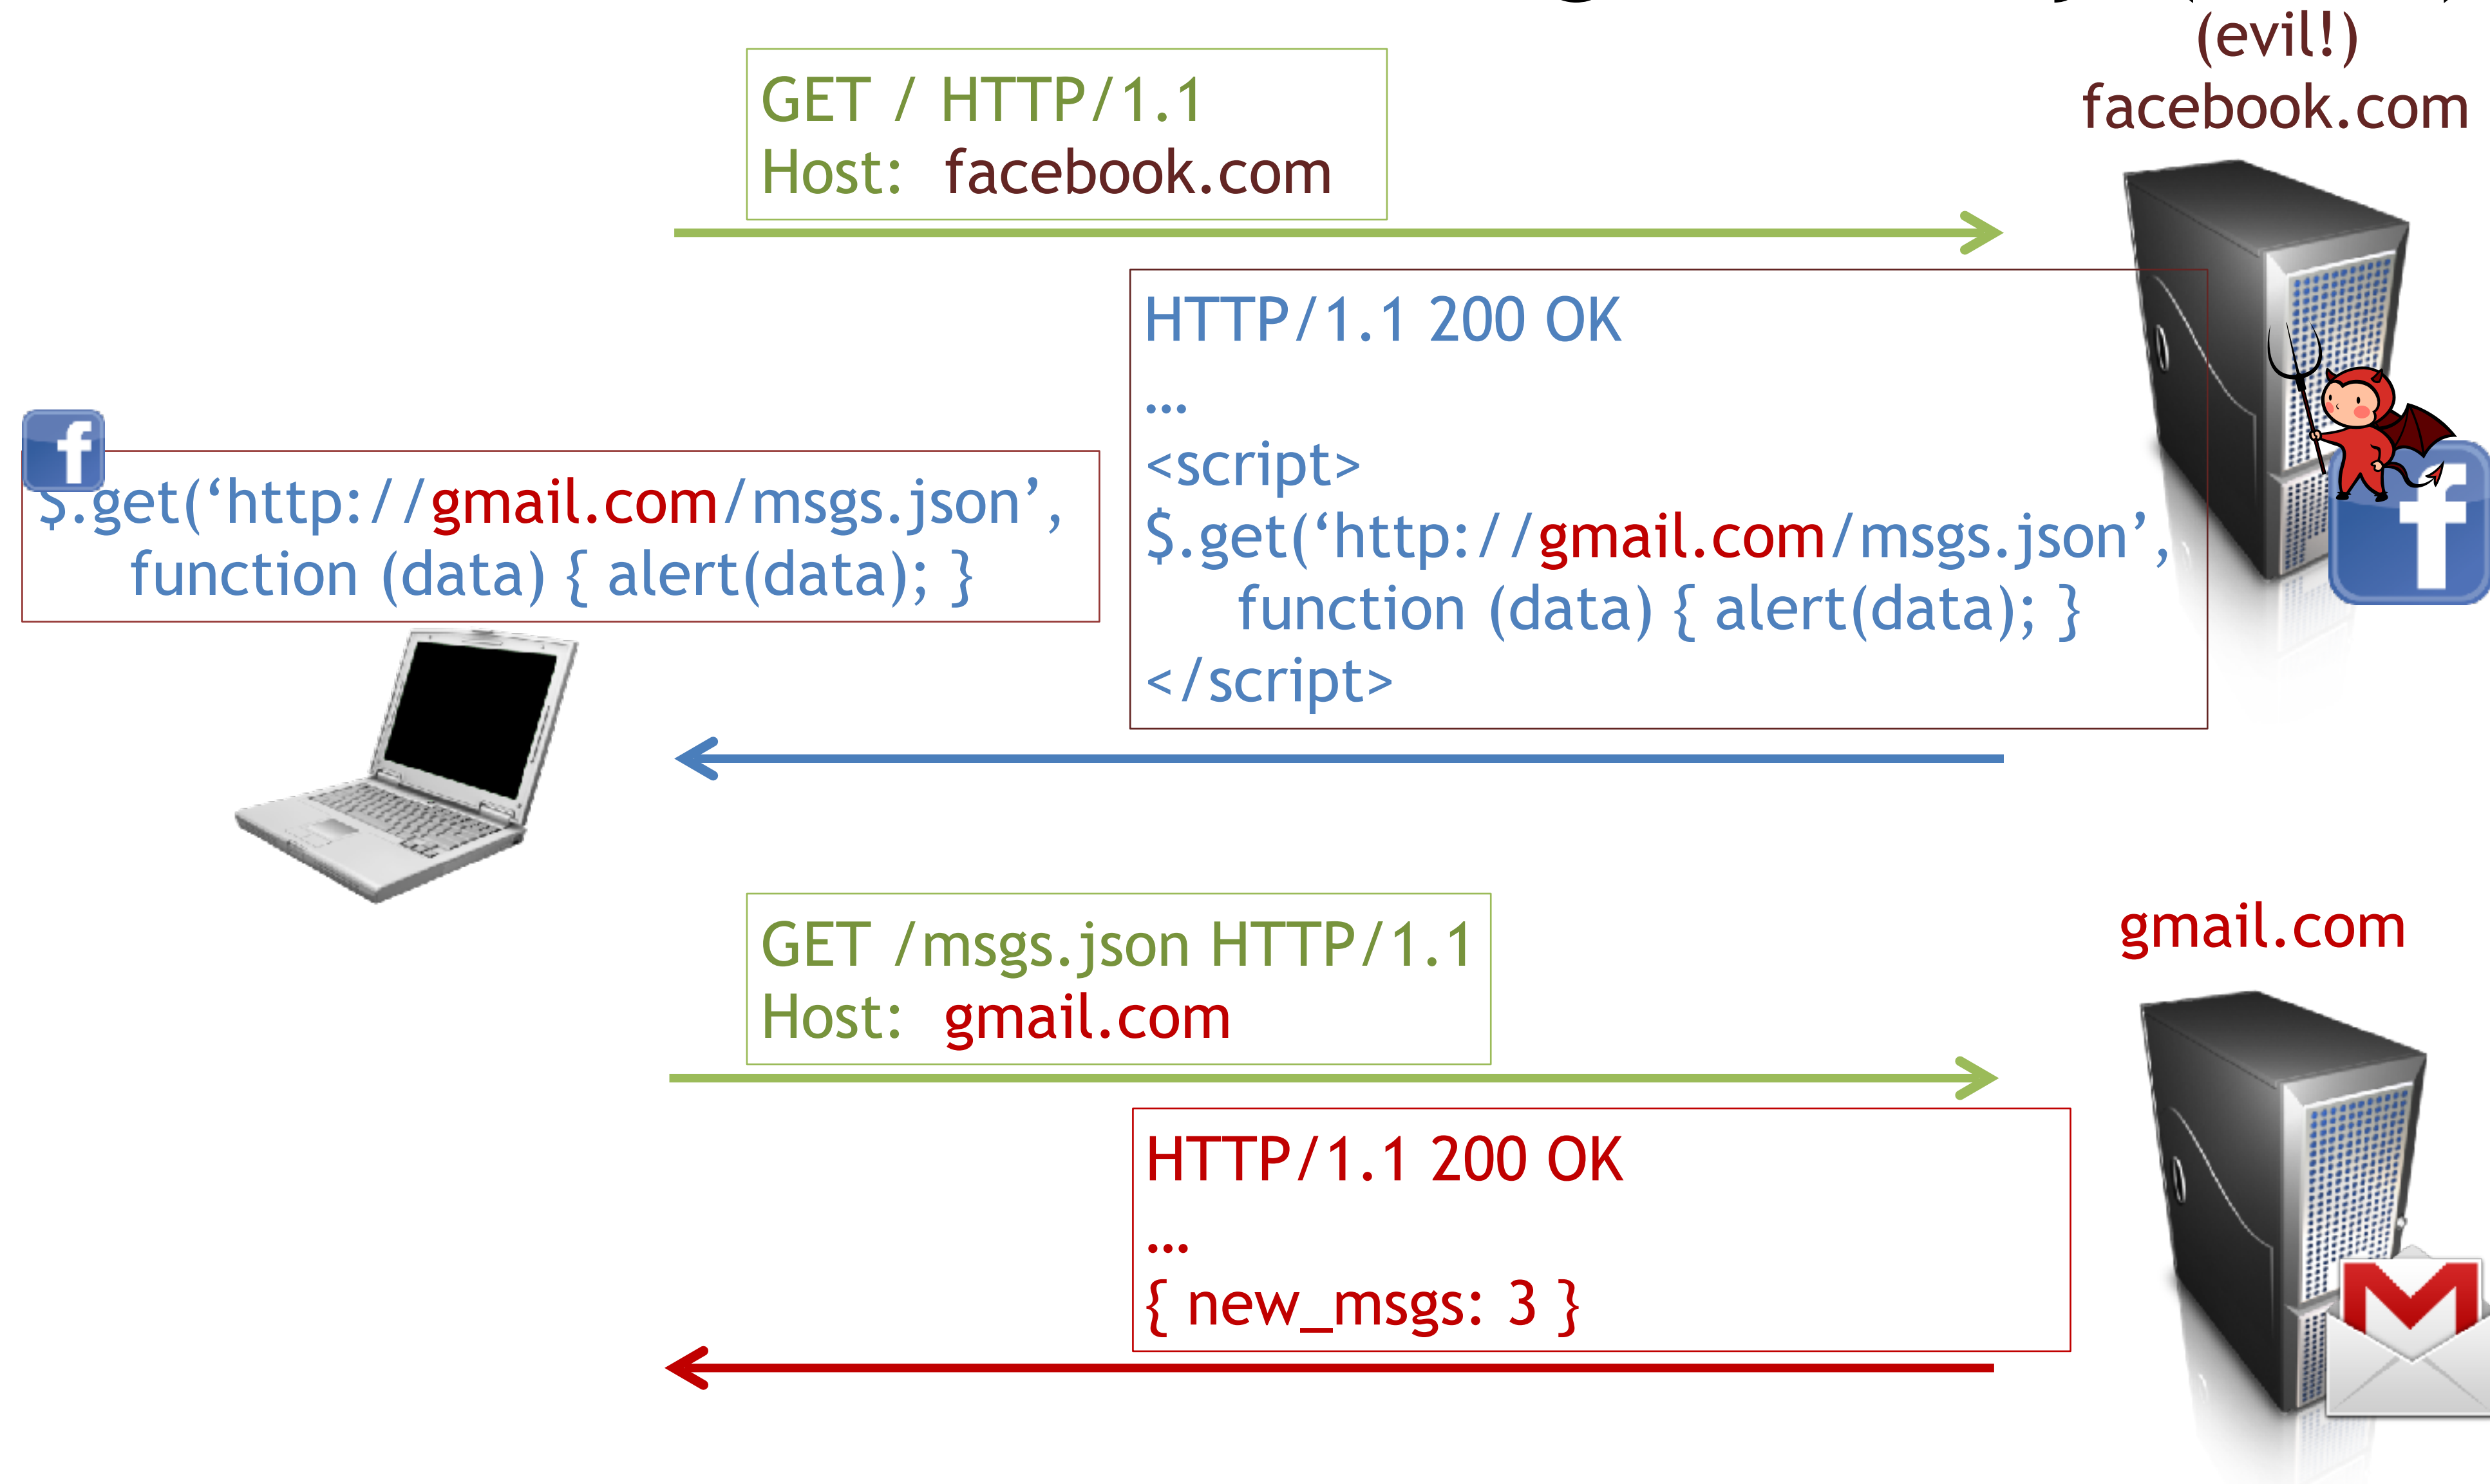 (evil!)
facebook.com
GET / HTTP/1.1
Host: facebook.com
HTTP/1.1 200 OK
...
<script>
$.get(‘http://gmail.com/msgs.json’,
function (data) { alert(data); }
</script>
f
$.get(‘http://gmail.com/msgs.json’,
function (data) { alert(data); }
f
gmail.com
GET /msgs.json HTTP/1.1
Host: gmail.com
HTTP/1.1 200 OK
...
{ new_msgs: 3 }